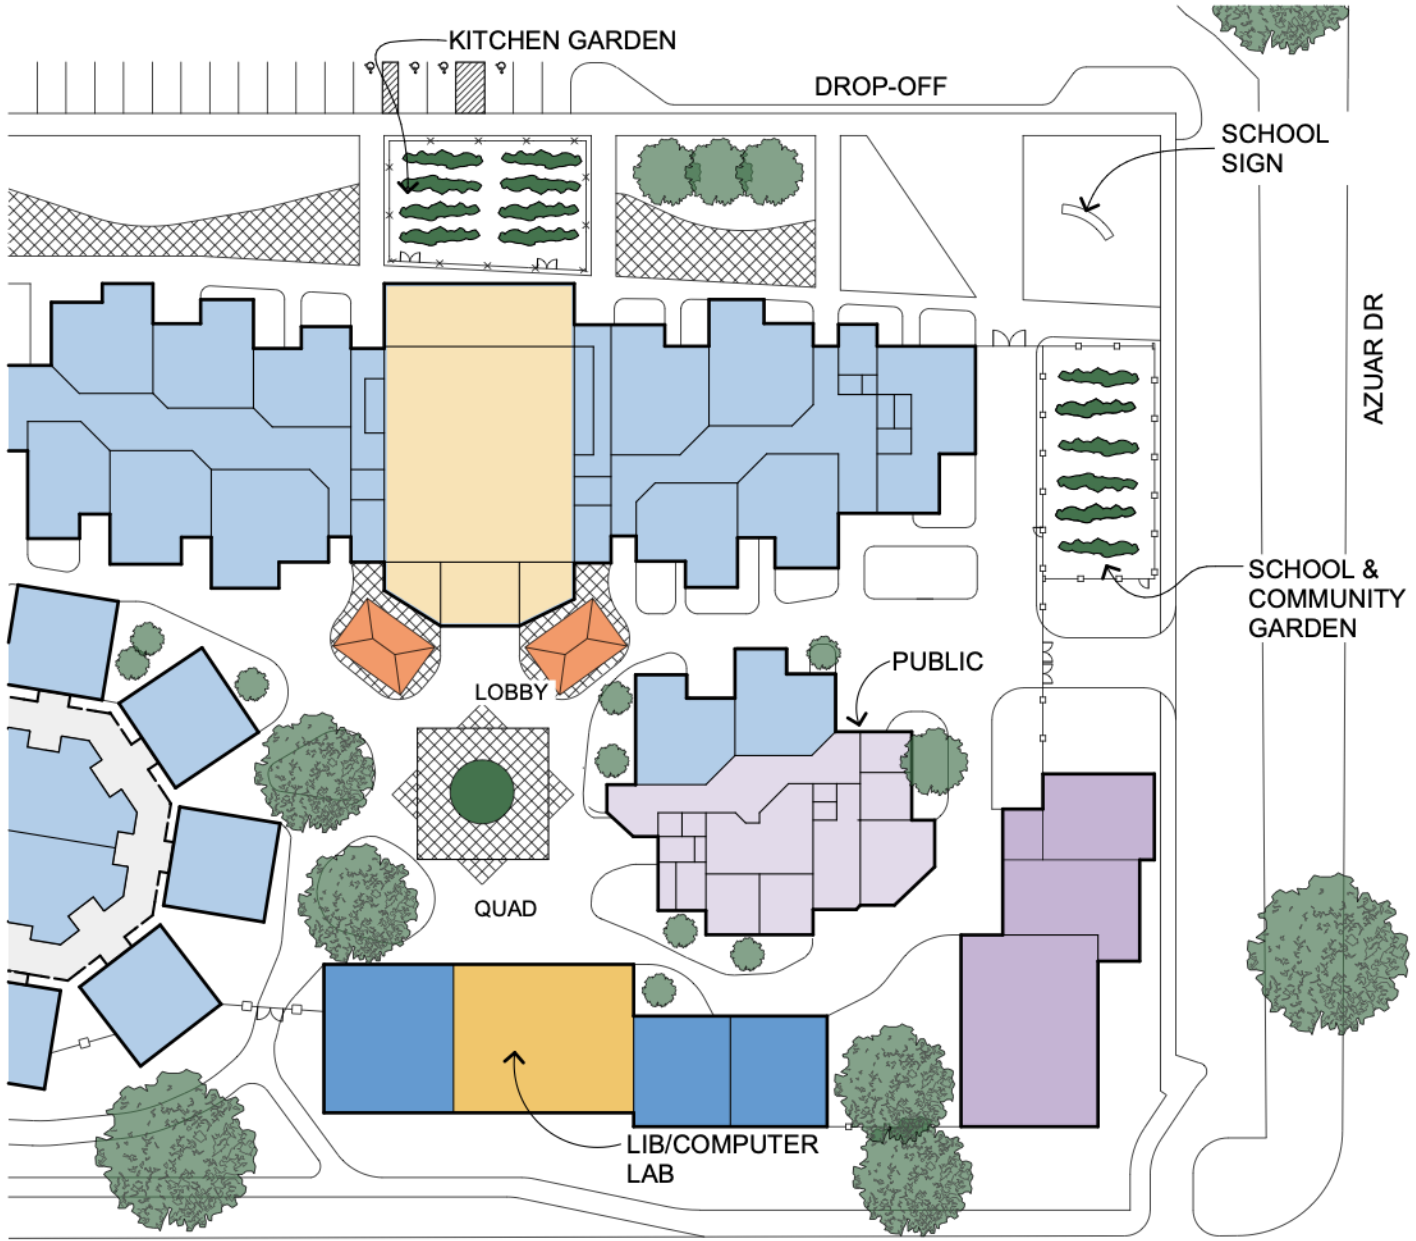 KITCHEN GARDEN
DROP-OFF
SCHOOL
SIGN
AZUAR DR
SCHOOL &
COMMUNITY
GARDEN
PUBLIC
LOBBY
QUAD
LIB/COMPUTER
LAB